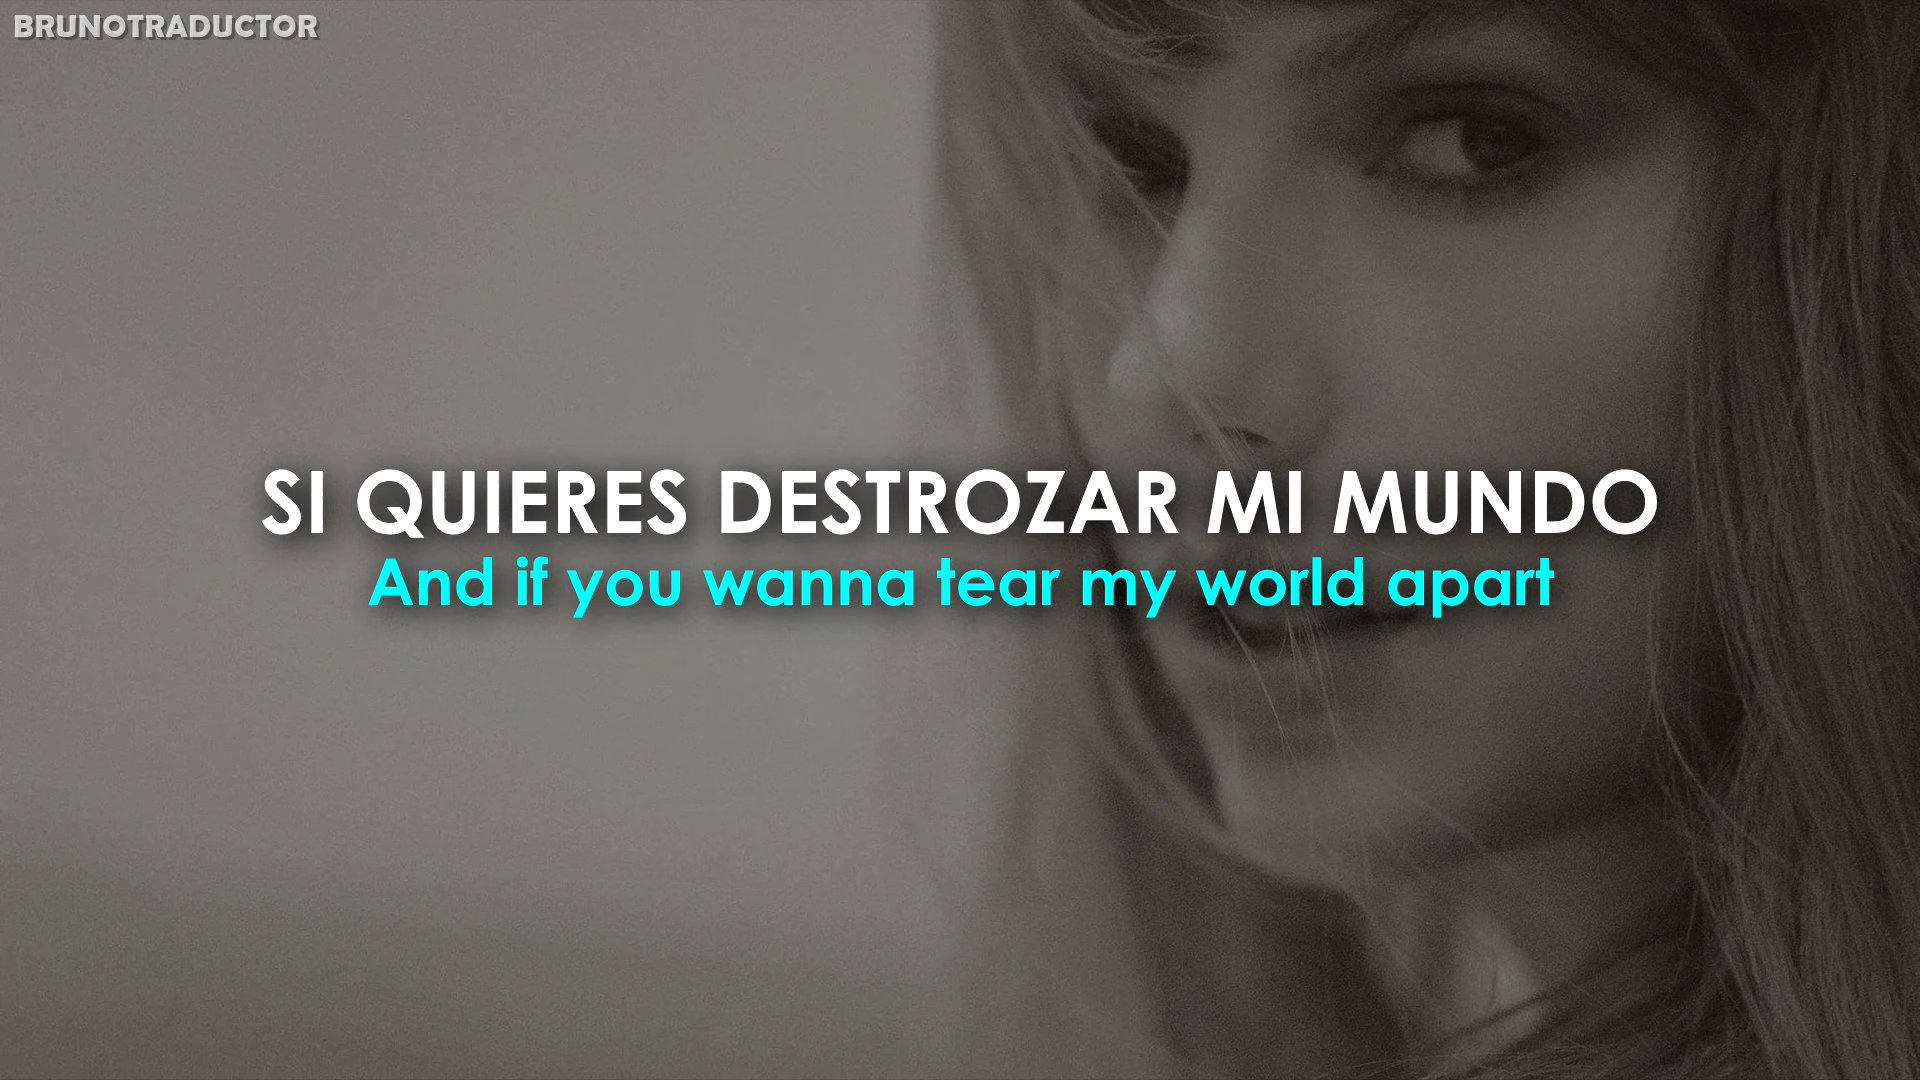 BRUNOTRADUCTOR
SI QUIERES DESTROZAR MI MUNDO
And if you wanna tear my world apart